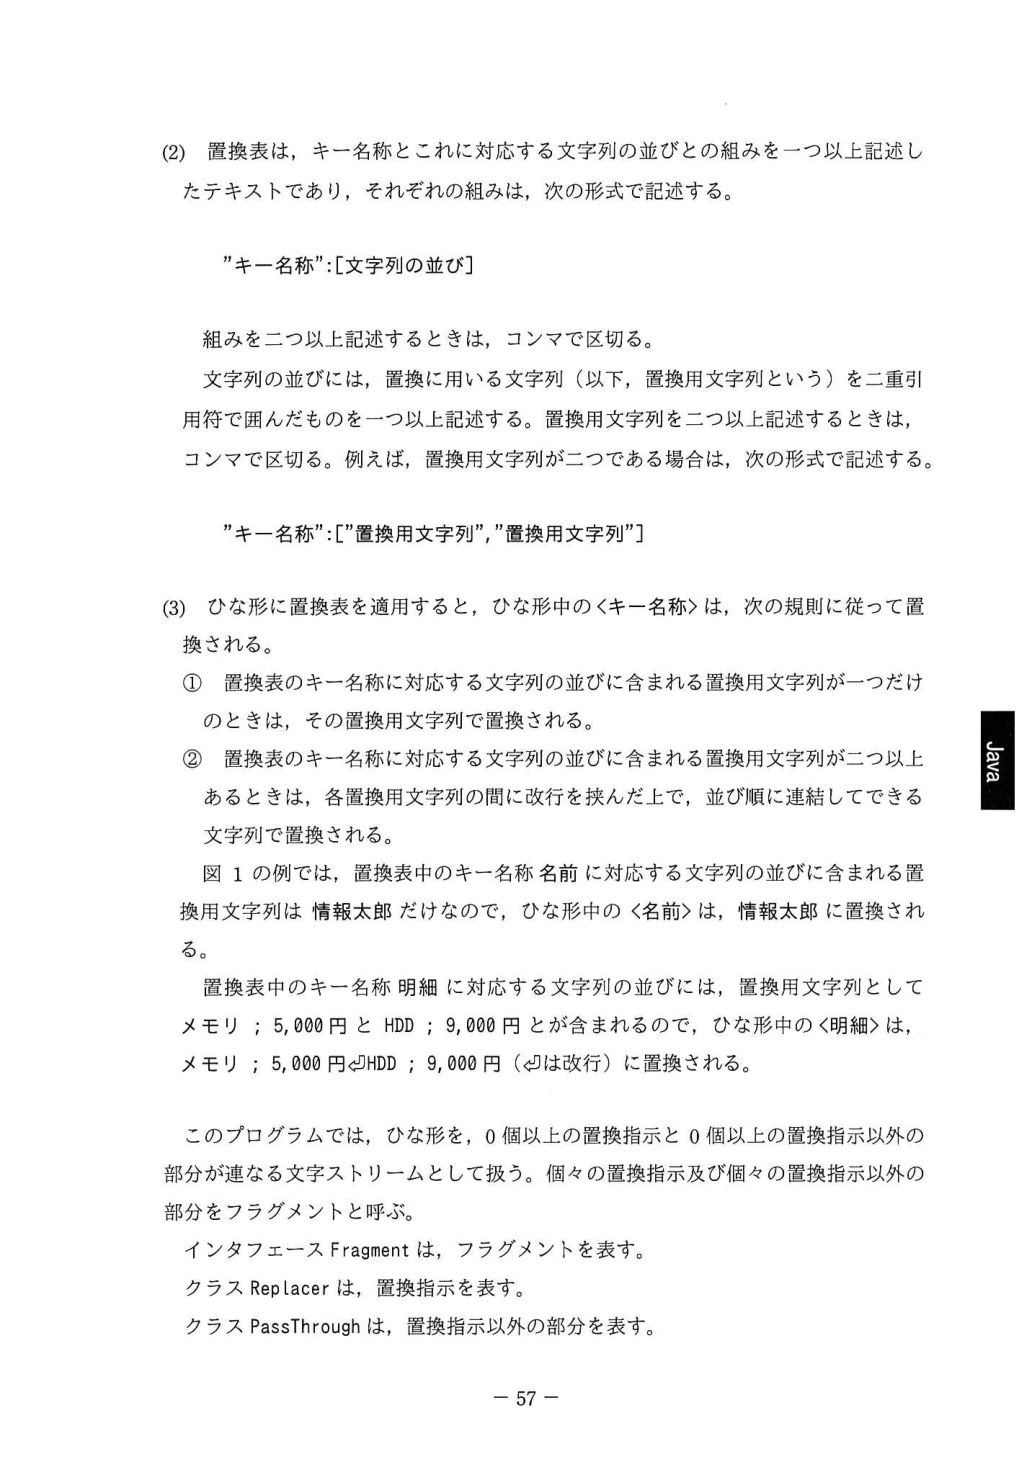 (2)　置換表は，キー名称とこれに対応する文字列の並びとの組みを一つ以上記述し
たテキストであり，それぞれの組みは，次の形式で記述する。
”キー名称”:[文字列の並び]
組みを二つ以上記述するときは，コンマで区切る。
文字列の並びには，置換に用いる文字列（以下，置換用文字列という）を二重引
用符で囲んだものを一つ以上記述する。置換用文字列を二つ以上記述するときは，
コンマで区切る。例えば，置換用文字列が二つである場合は，次の形式で記述する。
”キー名称”:[”置換用文字列”,”置換用文字列”]
(3)　ひな形に置換表を適用すると，ひな形中の<キー名称>は，次の規則に従って置
換される。
①　置換表のキー名称に対応する文字列の並びに含まれる置換用文字列が一つだけ
のときは，その置換用文字列で置換される。
②　置換表のキー名称に対応する文字列の並びに含まれる置換用文字列が二つ以上
あるときは，各置換用文字列の間に改行を挟んだ上で，並び順に連結してできる
文字列で置換される。
図 1 の例では，置換表中のキー名称 名前 に対応する文字列の並びに含まれる置
換用文字列は 情報太郎 だけなので，ひな形中の <名前> は，情報太郎 に置換され
る。
置換表中のキー名称 明細 に対応する文字列の並びには，置換用文字列として
メモリ ; 5,000 円 と HDD ; 9,000 円 とが含まれるので，ひな形中の<明細>は，
メモリ ; 5,000 円⏎HDD ; 9,000 円（⏎は改行）に置換される。
このプログラムでは，ひな形を，0 個以上の置換指示と 0 個以上の置換指示以外の
部分が連なる文字ストリームとして扱う。個々の置換指示及び個々の置換指示以外の
部分をフラグメントと呼ぶ。
インタフェース Fragment は，フラグメントを表す。
クラス Replacer は，置換指示を表す。
クラス PassThrough は，置換指示以外の部分を表す。
Java
－ 57 －